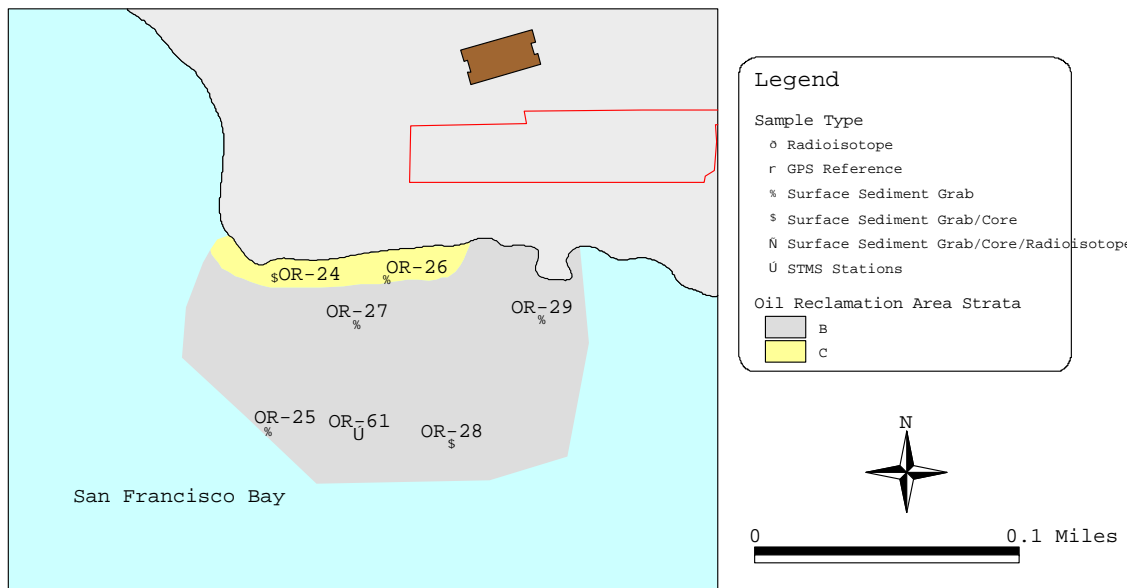 Legend
Sample Type
ð Radioisotope
r GPS Reference
% Surface Sediment Grab
$ Surface Sediment Grab/Core
Ñ Surface Sediment Grab/Core/Radioisotope
Ú STMS Stations
Oil Reclamation Area Strata
B
C
$OR-24
OR-26
%
OR-27
%
OR-29
%
OR-25
%
OR-61
Ú
OR-28
$
San Francisco Bay
N
0 0.1 Miles